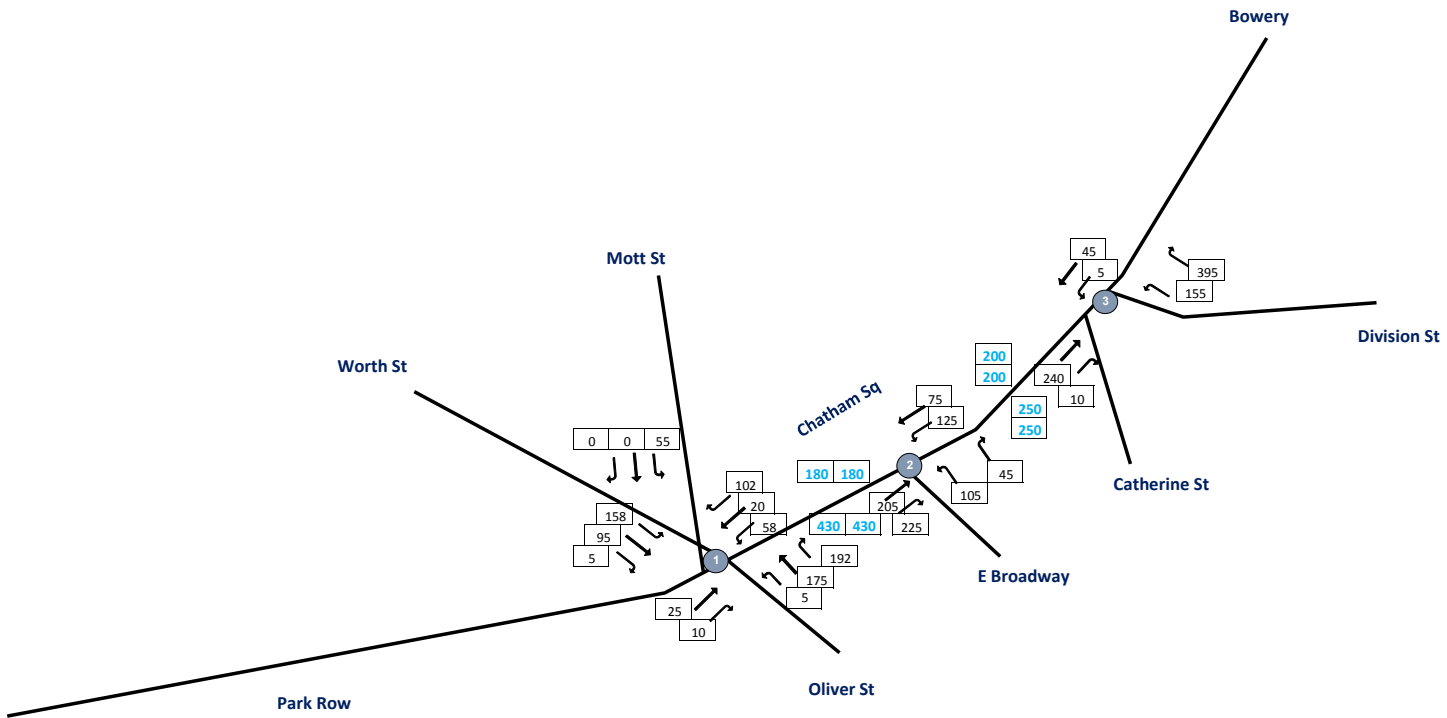 Bowery
45
5
395
155
3
Mott St
Division St
200
200
240
10
Worth St
Chatham Sq
75
125
250
250
0 0 55
180 180
2
45
105
Catherine St
102
20
58
205
430 430 225
158
95
5
1
192
175
5
E Broadway
25
10
Oliver St
Park Row